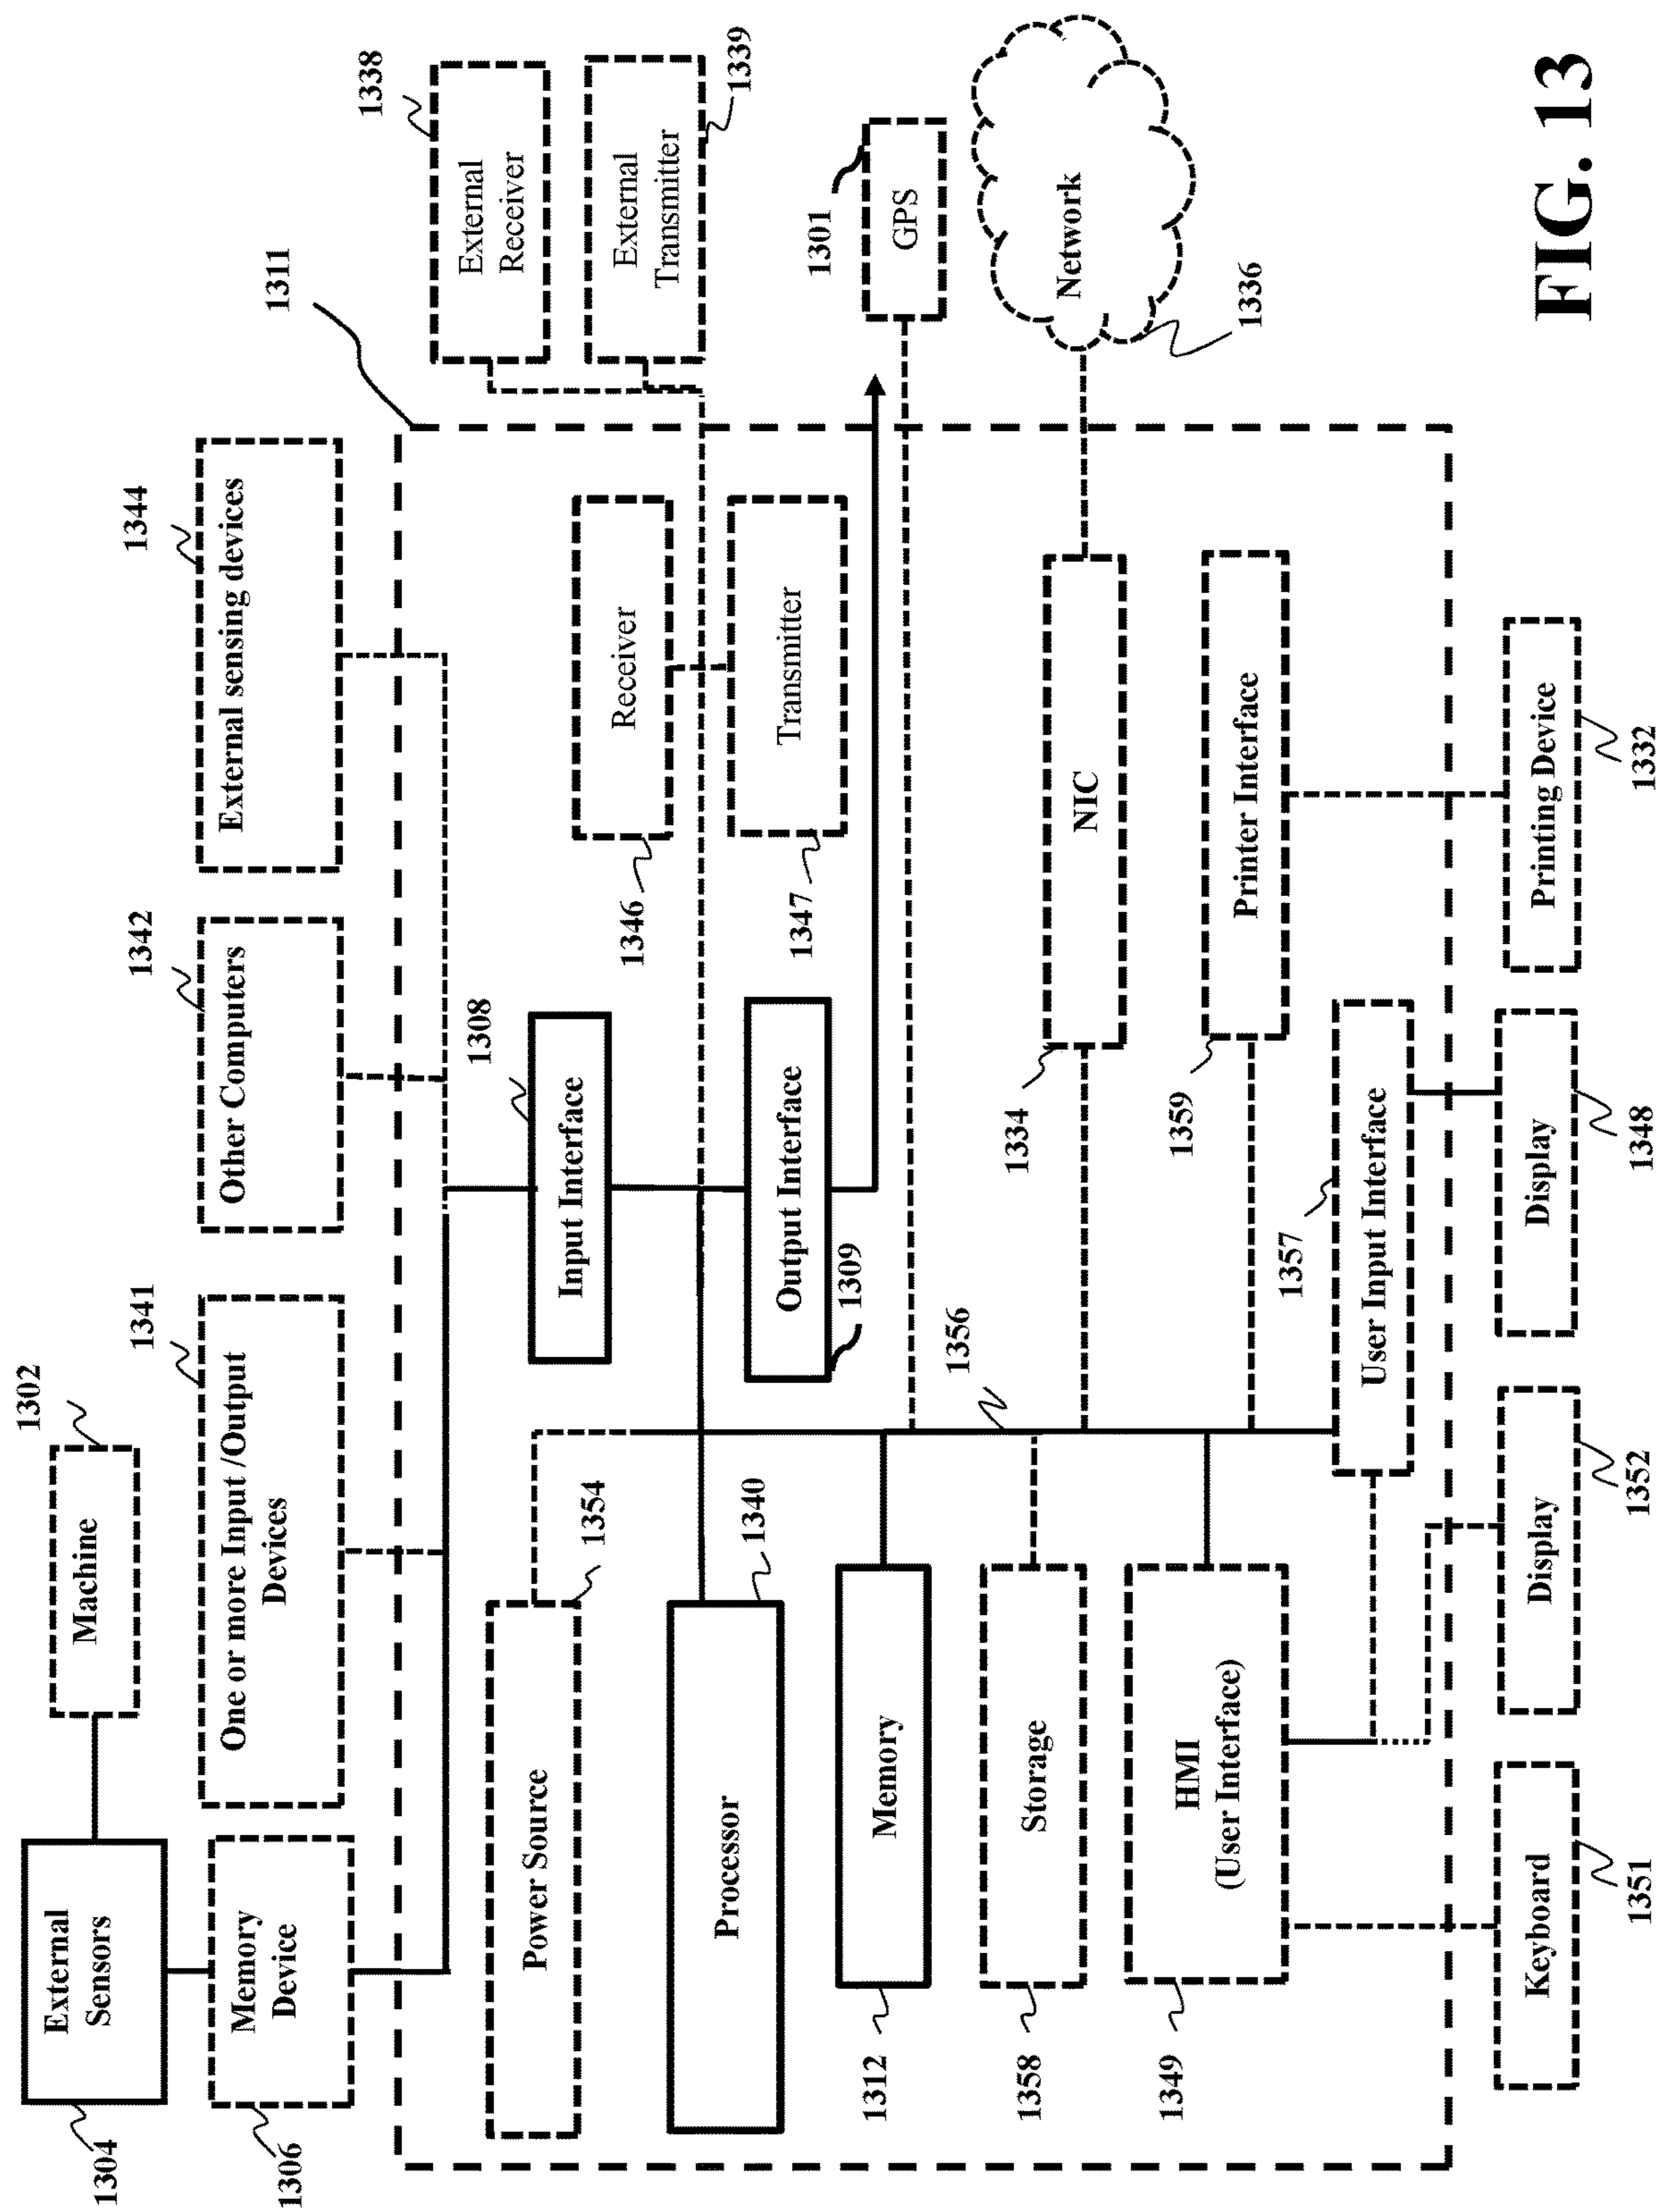 1304
External
Sensors
1302
Machine
1306
Memory
Device
1341
One or more Input /Output
Devices
1342
Other Computers
1344
External sensing devices
1311
1338
External
Receiver
1339
External
Transmitter
1354
Power Source
1308
Input Interface
1346
Receiver
1340
Processor
1309
Output Interface
1347
Transmitter
1301
GPS
1312
Memory
1356
1358
Storage
1334
NIC
Network
1336
1349
HMI
(User Interface)
1359
Printer Interface
1357
User Input Interface
Keyboard
1351
Display
1352
Display
1348
Printing Device
1332
FIG. 13